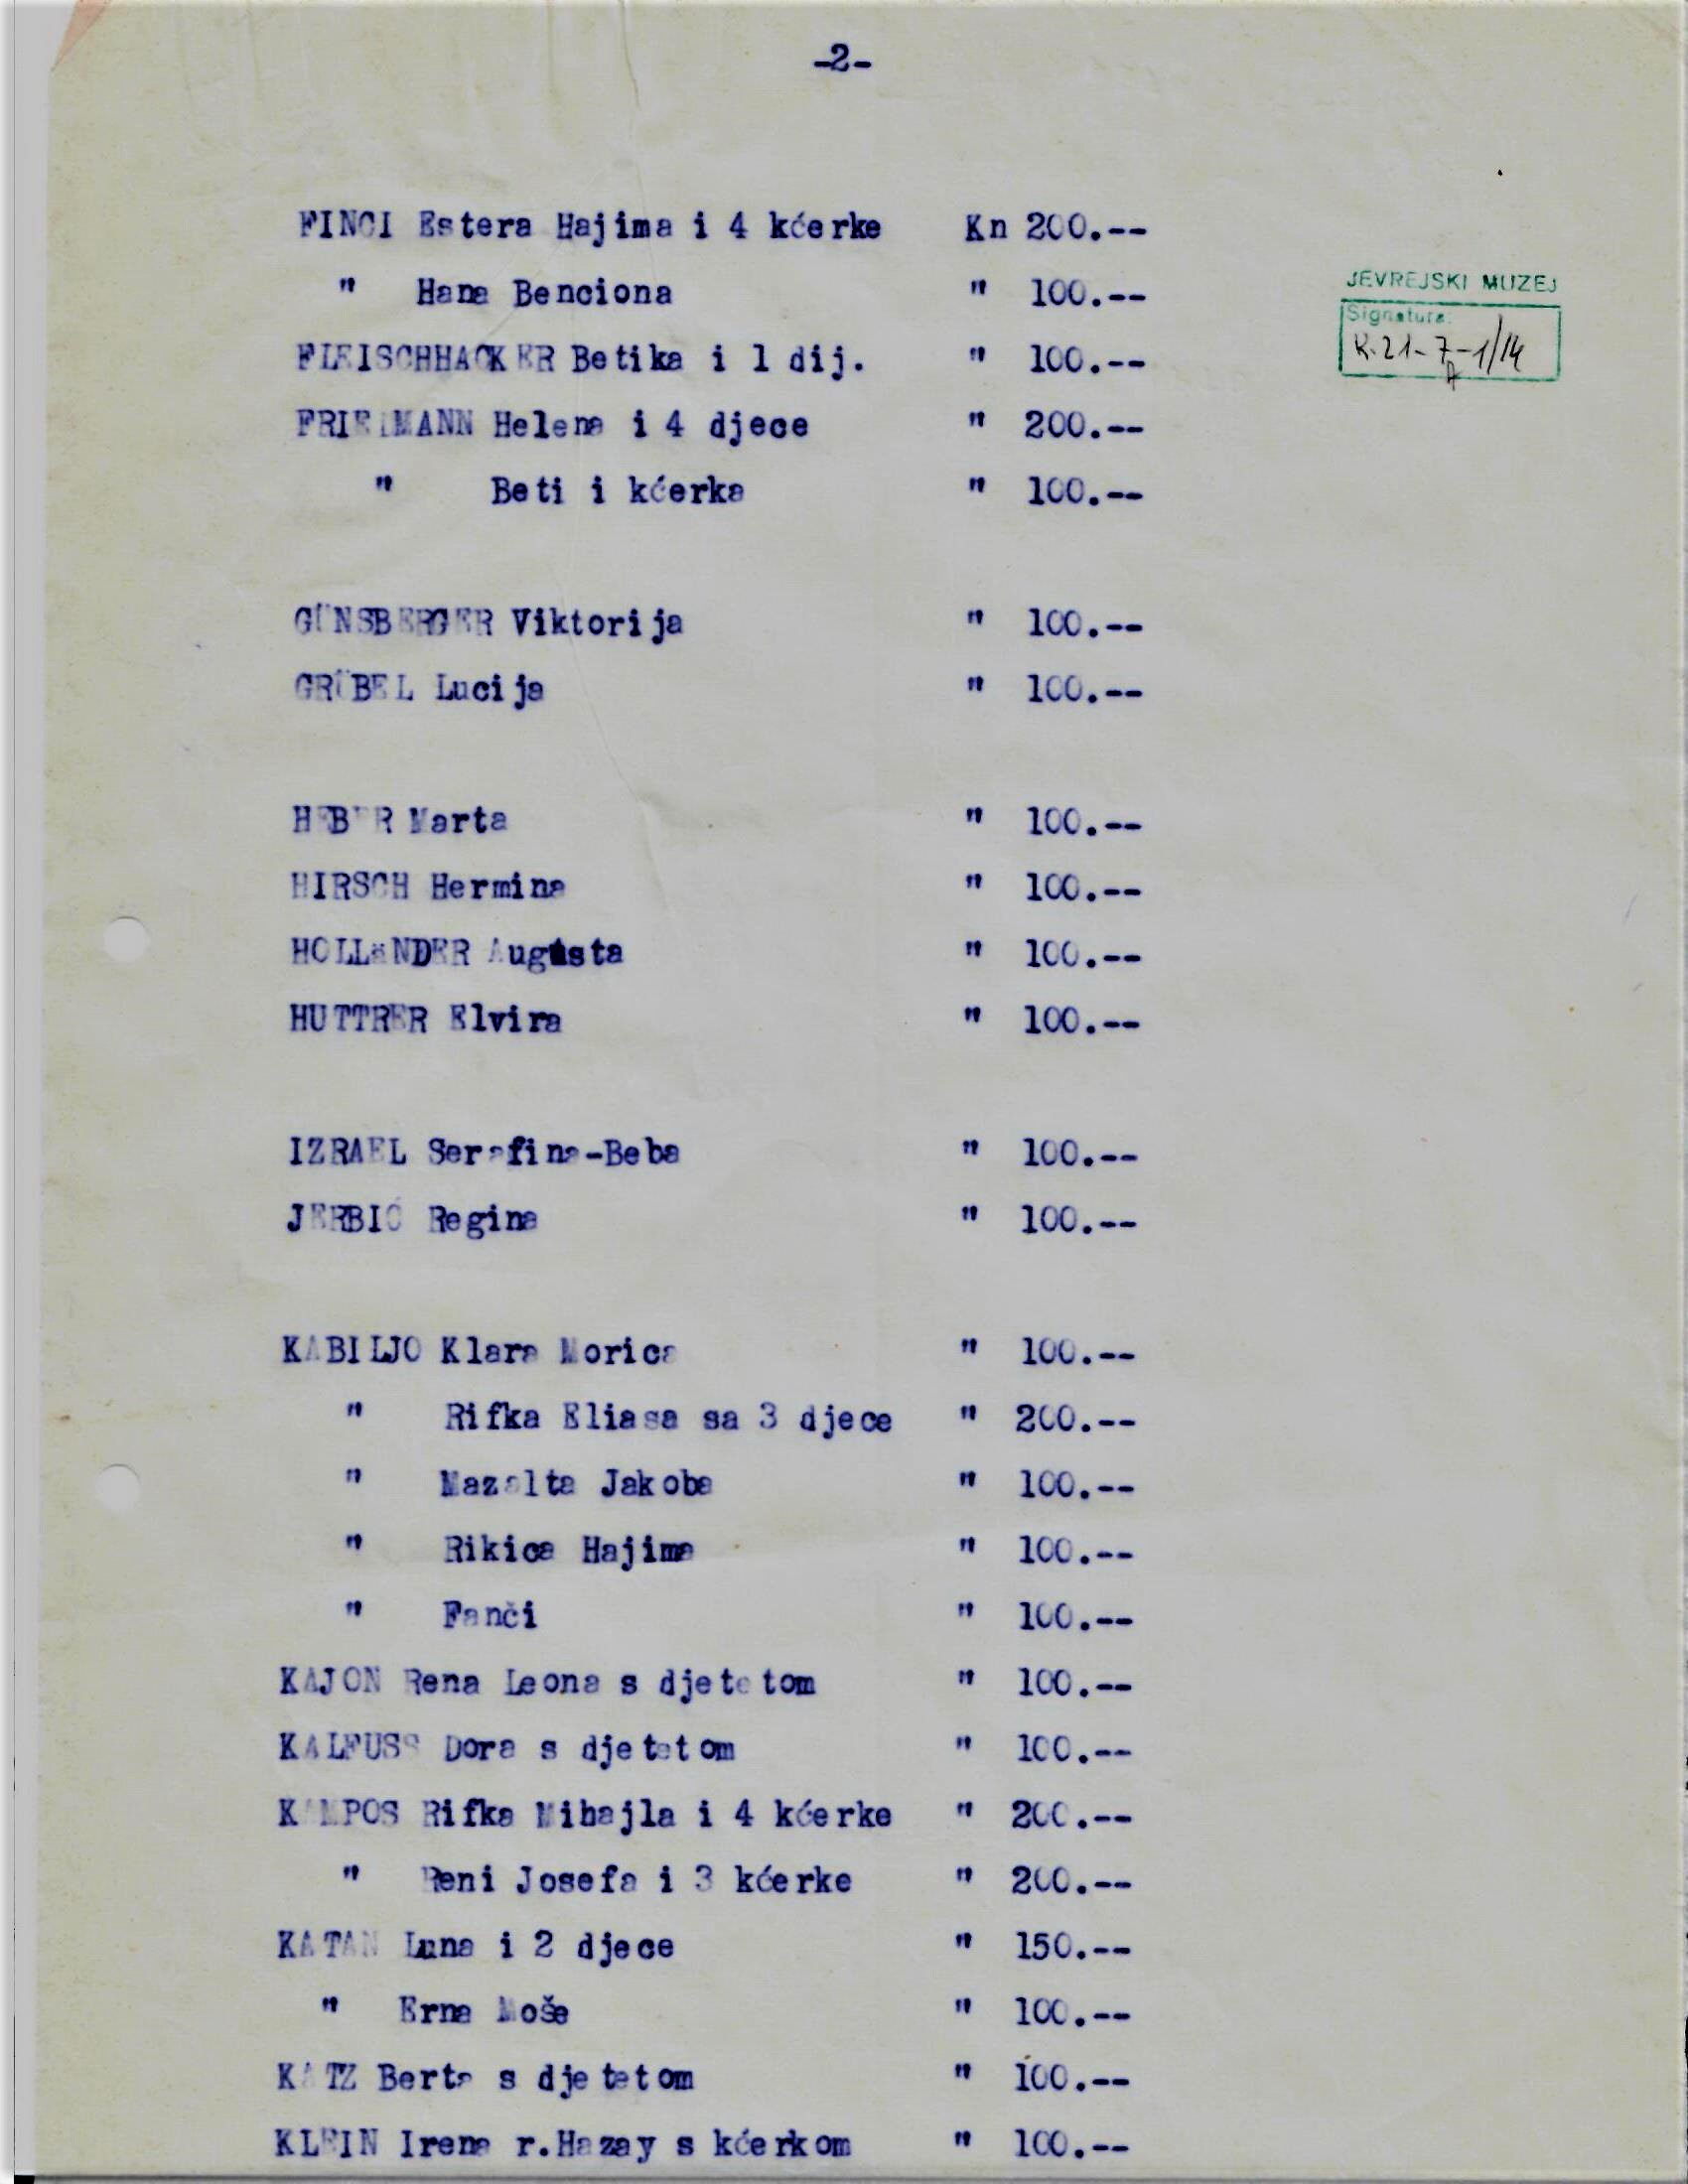 -2-
FINCI Estera Hajima i 4 kćerke Kn 200.--
" Hana Benciona " 100.--
JEVREJSKI MUZEJ
Signatura:
K.21-7-1/14
A
FLEISCHHACKER Betika i 1 dij. " 100.--
FRIEDMANN Helena i 4 djece " 200.--
" Beti i kćerka " 100.--
GÜNSBERGER Viktorija " 100.--
GRÜBEL Lucija " 100.--
HEBER Marta " 100.--
HIRSCH Hermina " 100.--
HOLLäNDER Augusta " 100.--
HUTTRER Elvira " 100.--
IZRAEL Serafina-Beba " 100.--
JERBIĆ Regina " 100.--
KABILJO Klara Morica " 100.--
" Rifka Eliasa sa 3 djece " 200.--
" Mazalta Jakoba " 100.--
" Rikica Hajima " 100.--
" Fanči " 100.--
KAJON Rena Leona s djetetom " 100.--
KALFUSS Dora s djetetom " 100.--
KAMPOS Rifka Mihajla i 4 kćerke " 200.--
" Reni Josefa i 3 kćerke " 200.--
KATAN Luna i 2 djece " 150.--
" Erna Moše " 100.--
KATZ Berta s djetetom " 100.--
KLEIN Irena r.Hazay s kćerkom " 100.--